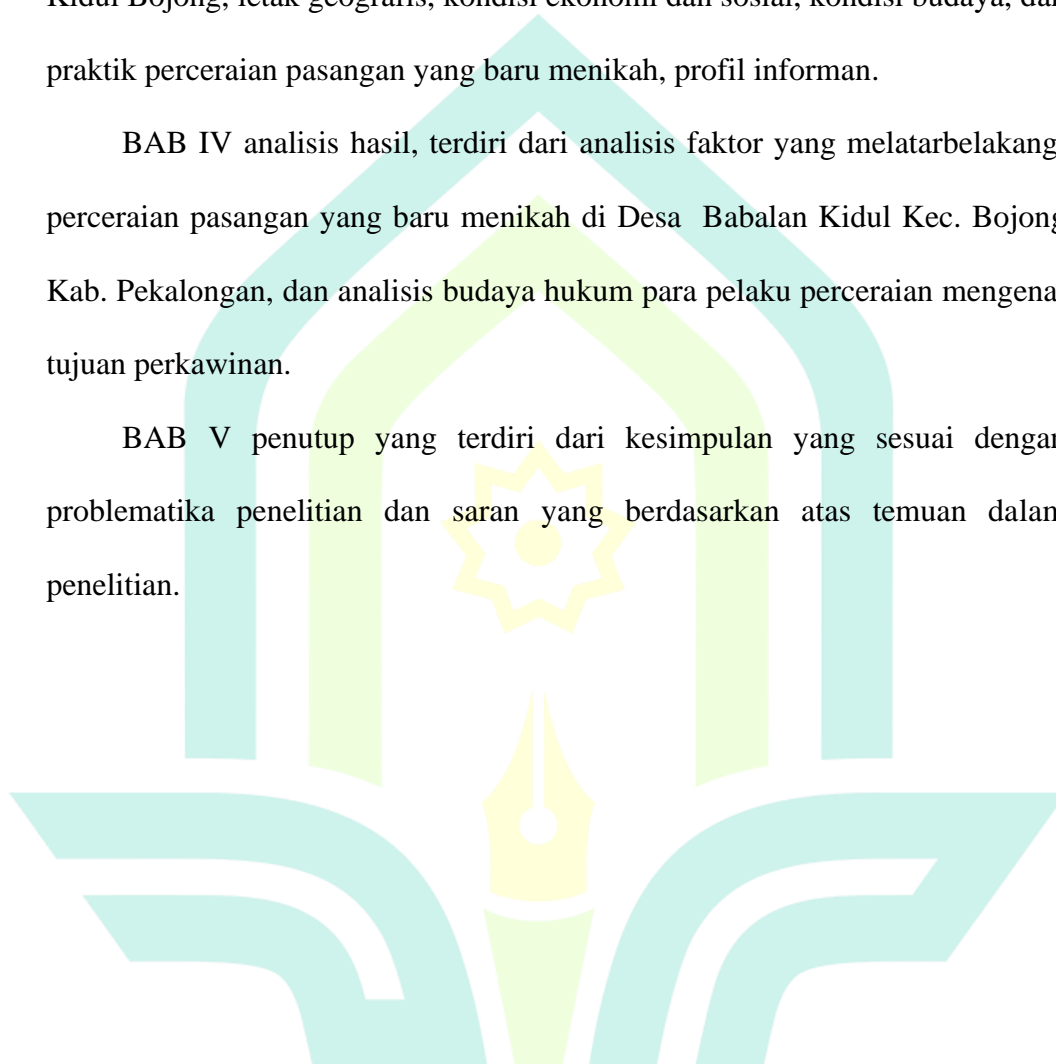 Kidul Bojong, letak geografis, kondisi ekonomi dan sosial, kondisi budaya, dan
praktik perceraian pasangan yang baru menikah, profil informan.
BAB IV analisis hasil, terdiri dari analisis faktor yang melatarbelakang
perceraian pasangan yang baru menikah di Desa Babalan Kidul Kec. Bojong
Kab. Pekalongan, dan analisis budaya hukum para pelaku perceraian mengena
tujuan perkawinan.
BAB V penutup yang terdiri dari kesimpulan yang sesuai dengan
problematika penelitian dan saran yang berdasarkan atas temuan dalam
penelitian.